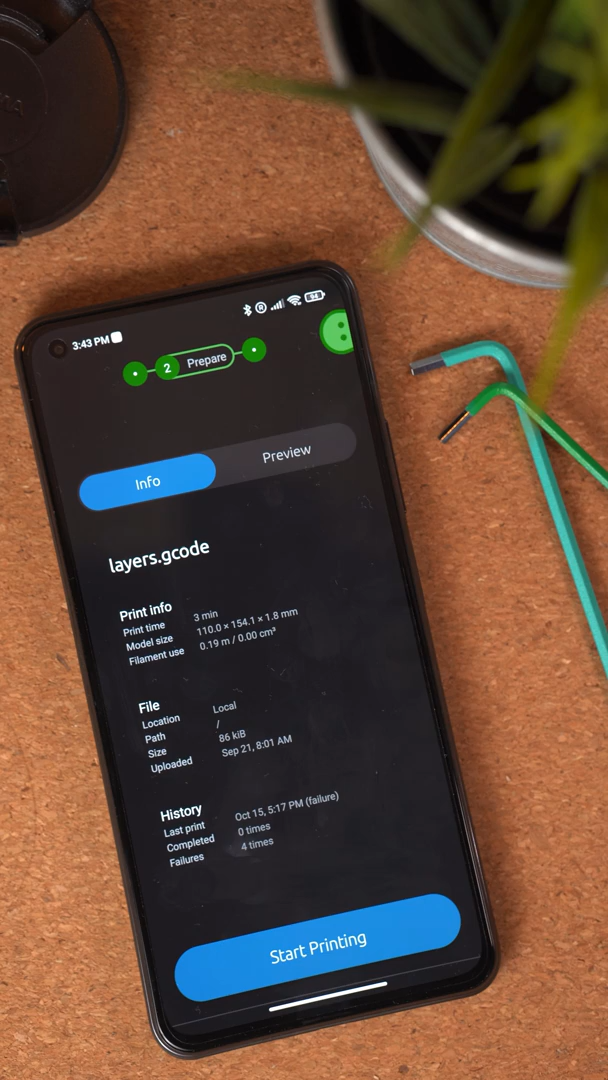 3:43 PM
94
2 Prepare
Info
Preview
layers.gcode
Print info
Print time 3 min
Model size 110.0 × 154.1 × 1.8 mm
Filament use 0.19 m / 0.00 cm³
File
Location Local
Path /
Size 86 kiB
Uploaded Sep 21, 8:01 AM
History
Last print Oct 15, 5:17 PM (failure)
Completed 0 times
Failures 4 times
Start Printing